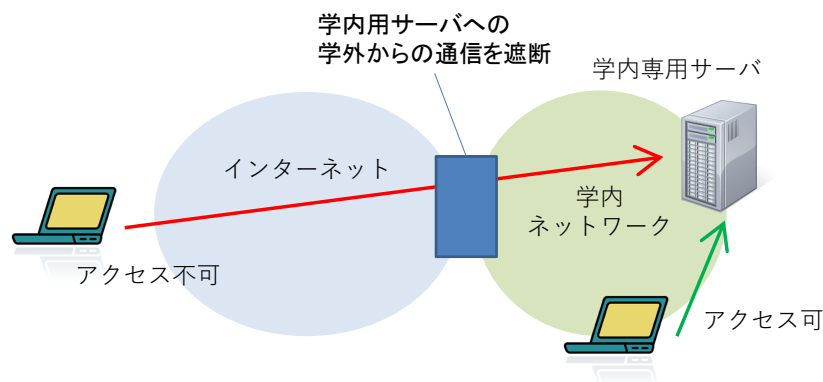 学内用サーバへの
学外からの通信を遮断
学内専用サーバ
インターネット
学内
ネットワーク
アクセス不可
アクセス可